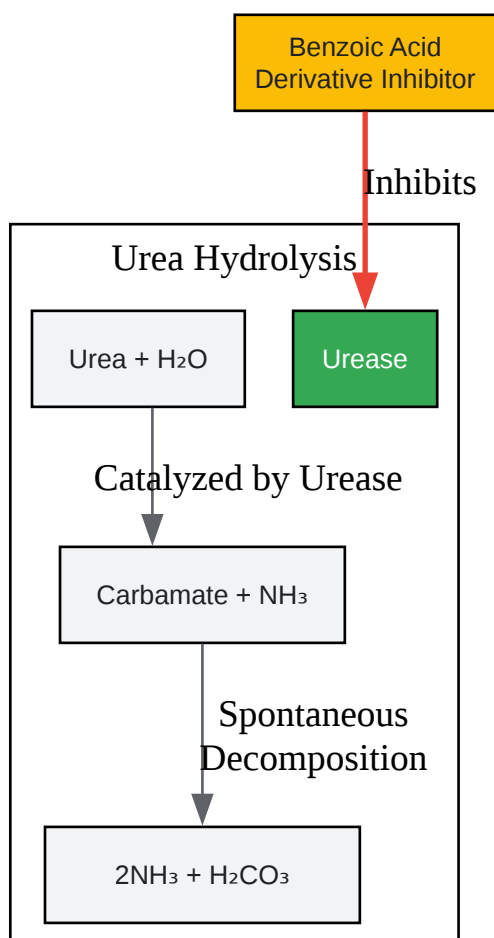 Benzoic Acid
Derivative Inhibitor
Inhibits
Urea Hydrolysis
Urea + H₂O
Urease
Catalyzed by Urease
Carbamate + NH₃
Spontaneous
Decomposition
2NH₃ + H₂CO₃